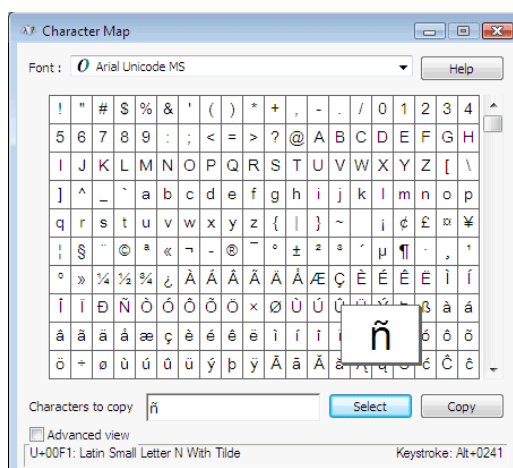 Character Map
Font : O Arial Unicode MS Help
! " # $ % & ' ( ) * + , - . / 0 1 2 3 4
5 6 7 8 9 : ; < = > ? @ A B C D E F G H
I J K L M N O P Q R S T U V W X Y Z [ \
] ^ _ ` a b c d e f g h i j k l m n o p
q r s t u v w x y z { | } ~ ¡ ¢ £ ¤ ¥
¦ § ¨ © ª « ¬ - ® ¯ ° ± ² ³ ´ µ ¶ · ¸ ¹
º » ¼ ½ ¾ ¿ À Á Â Ã Ä Å Æ Ç È É Ê Ë Ì Í
Î Ï Ð Ñ Ò Ó Ô Õ Ö × Ø Ù Ú Û Ü Ý ß à á
â ã ä å æ ç è é ê ë ì í î ñ ó ô õ
ö ÷ ø ù ú û ü ý þ ÿ Ā ā Ă ć Ĉ ĉ
Characters to copy ñ Select Copy
Advanced view
U+00F1: Latin Small Letter N With Tilde Keystroke: Alt+0241